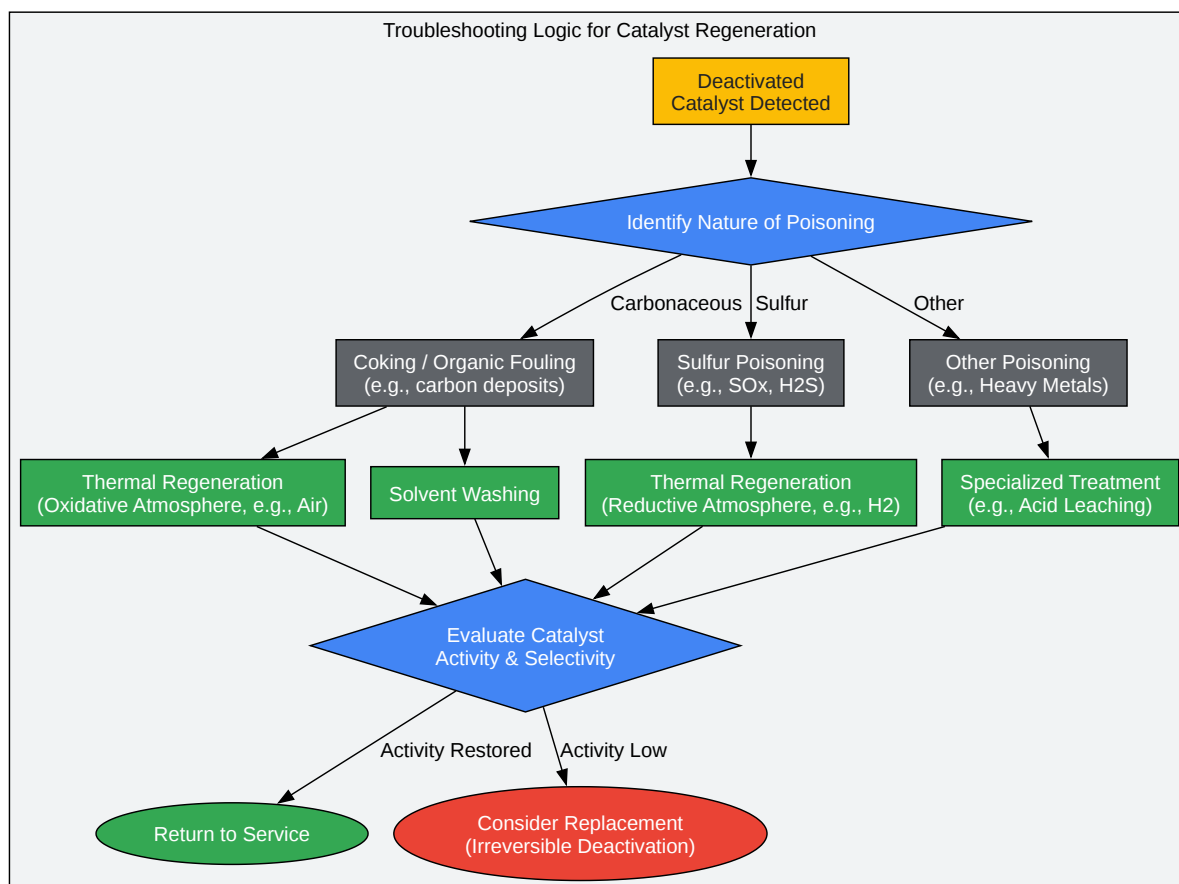 Troubleshooting Logic for Catalyst Regeneration
Deactivated
Catalyst Detected
Identify Nature of Poisoning
Carbonaceous
Sulfur
Other
Coking / Organic Fouling
(e.g., carbon deposits)
Sulfur Poisoning
(e.g., SOx, H2S)
Other Poisoning
(e.g., Heavy Metals)
Thermal Regeneration
(Oxidative Atmosphere, e.g., Air)
Solvent Washing
Thermal Regeneration
(Reductive Atmosphere, e.g., H2)
Specialized Treatment
(e.g., Acid Leaching)
Evaluate Catalyst
Activity & Selectivity
Activity Restored
Activity Low
Return to Service
Consider Replacement
(Irreversible Deactivation)